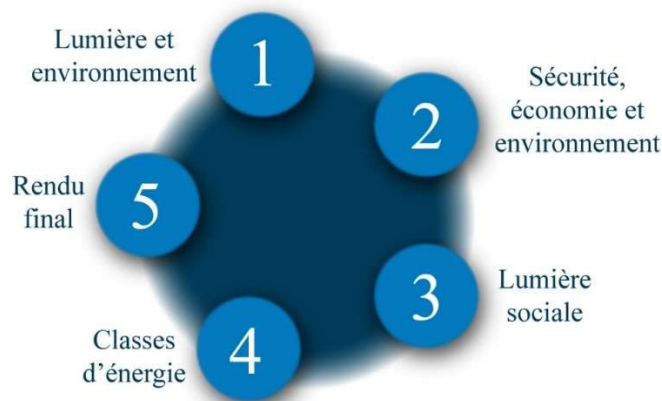 Lumière et
environnement
1
2
Sécurité,
économie et
environnement
3
Lumière
sociale
4
Classes
d’énergie
5
Rendu
final